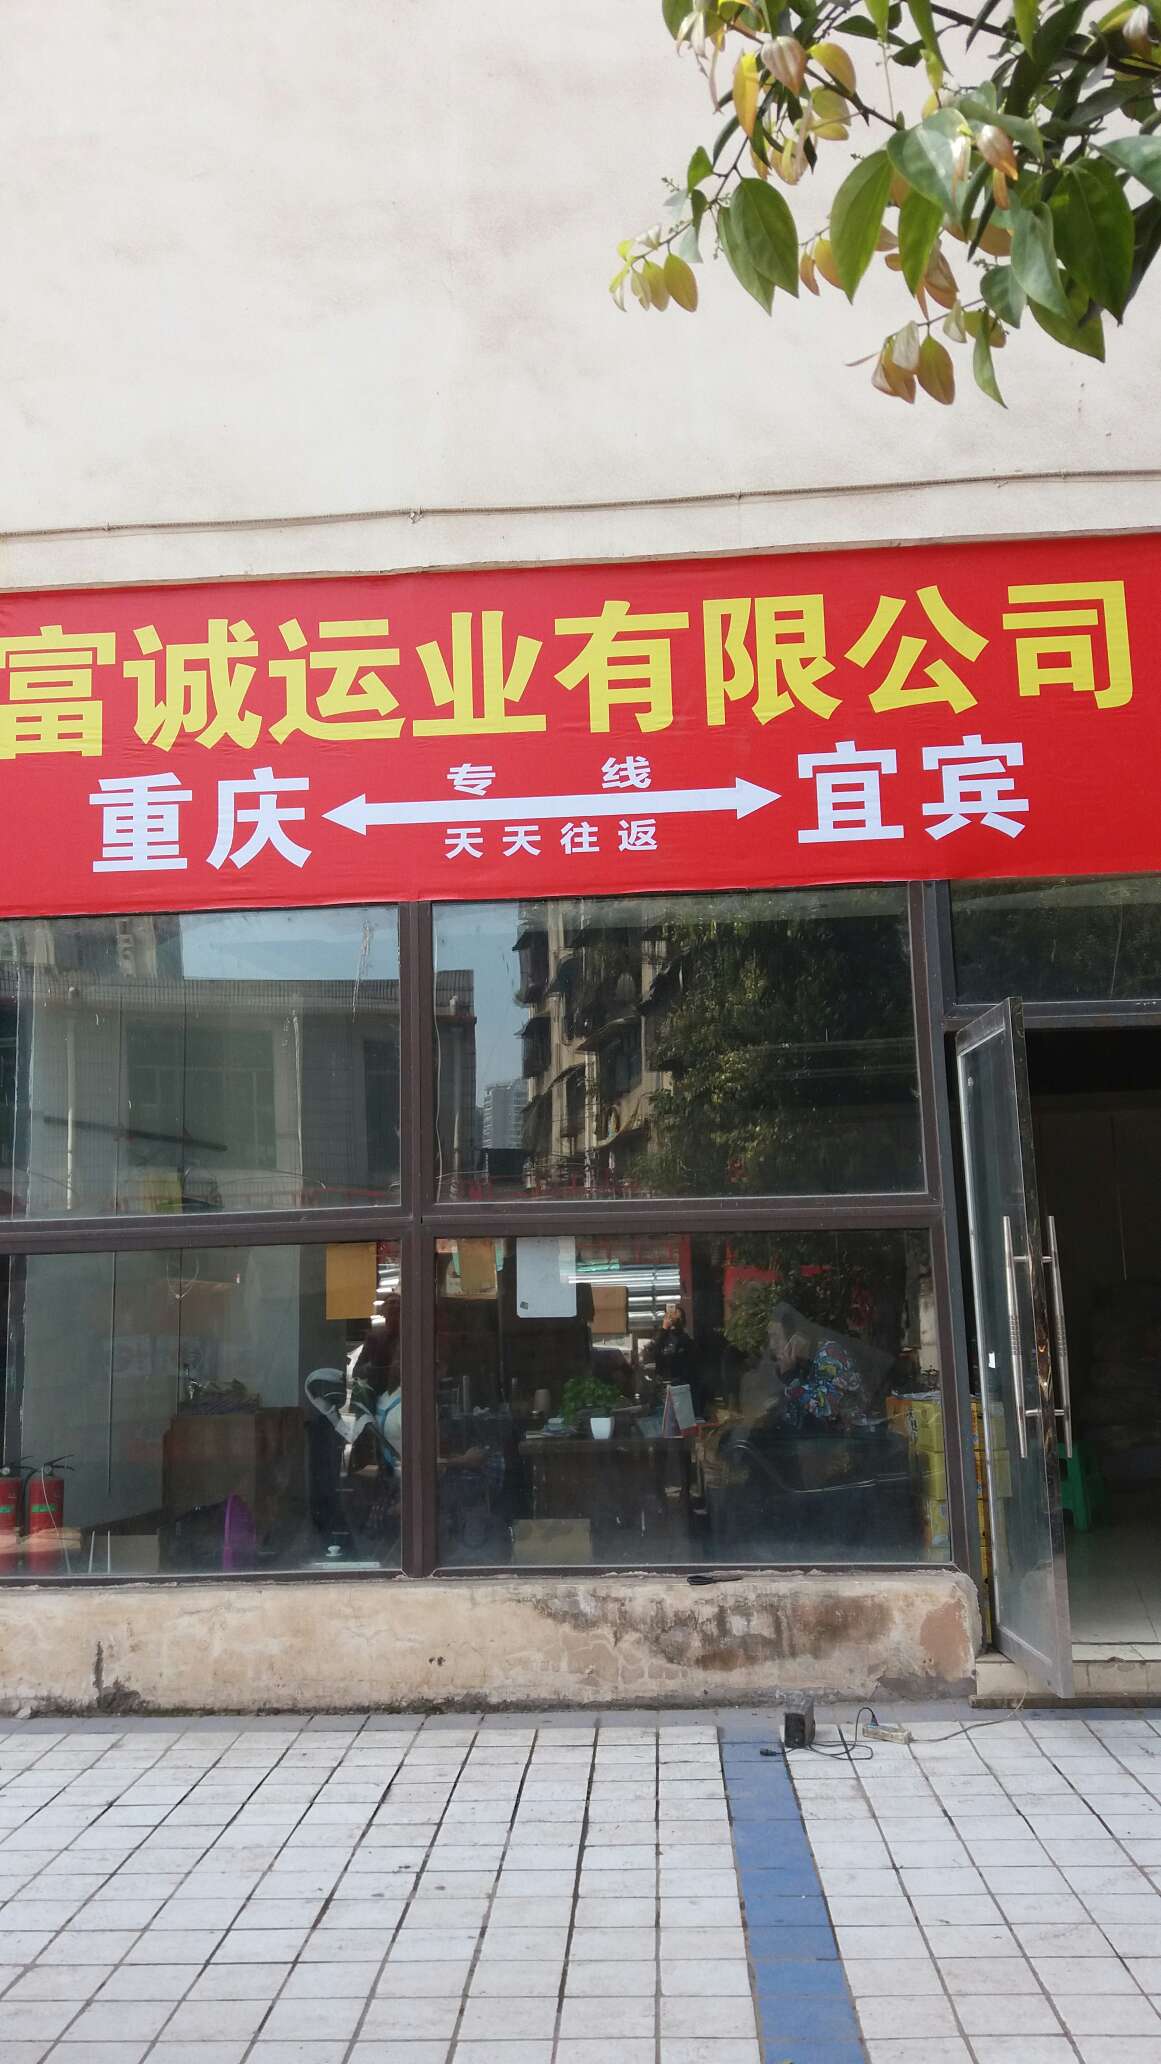 富诚运业有限公司
专线
重庆 宜宾
天天往返